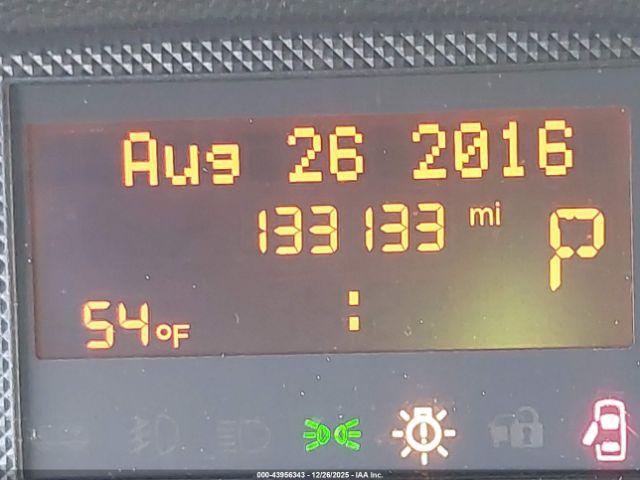 Aug 26 2016
133133 mi
P
54°F :
000-43956343 - 12/26/2025 - IAA Inc.